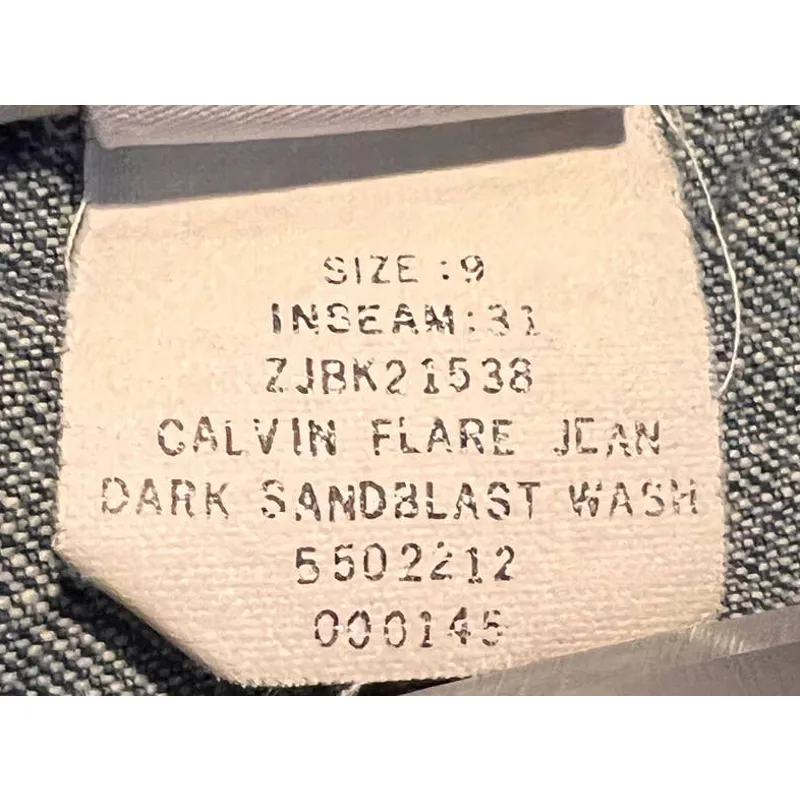 SIZE : 9
INSEAM : 31
ZJBK21538
CALVIN FLARE JEAN
DARK SANDBLAST WASH
5502212
000145